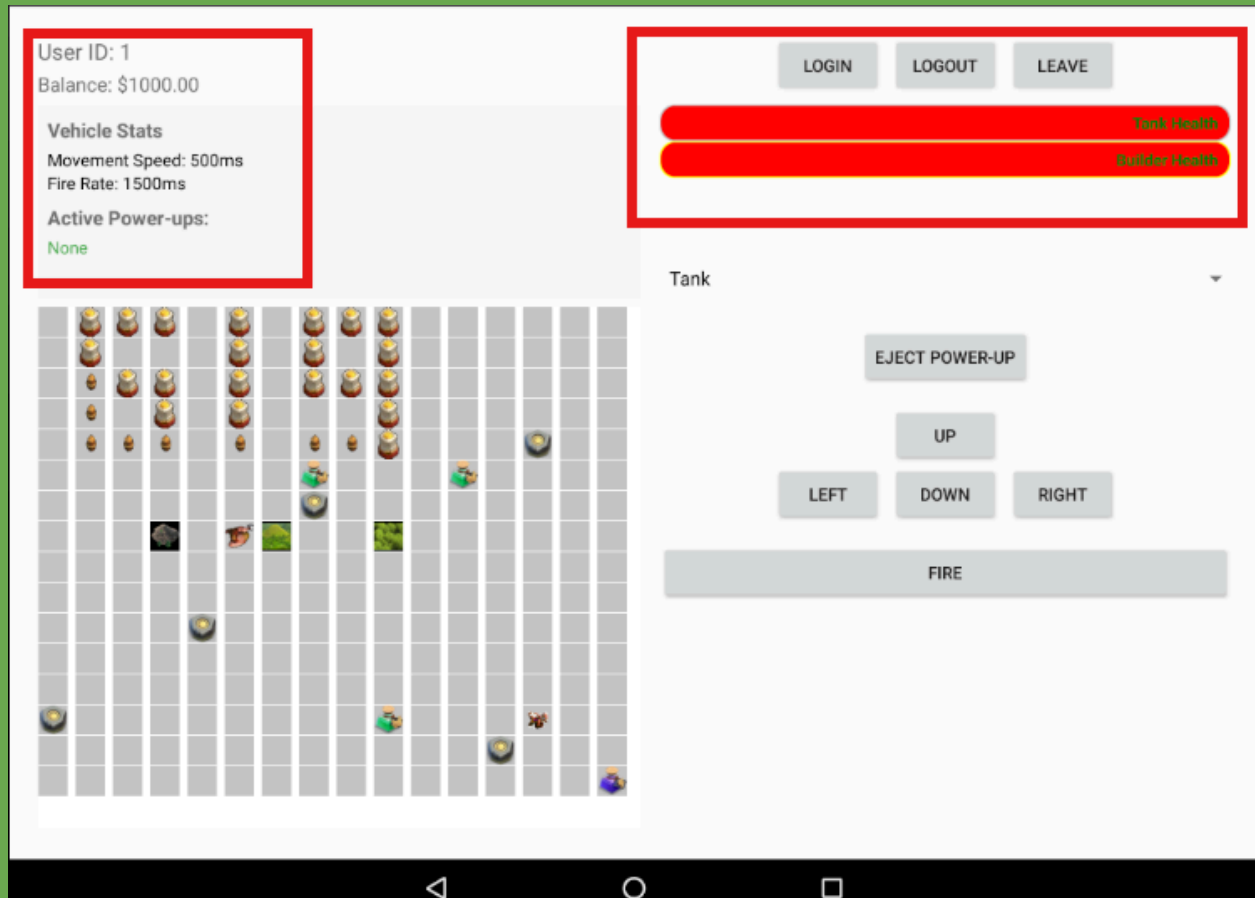 User ID: 1
Balance: $1000.00
Vehicle Stats
Movement Speed: 500ms
Fire Rate: 1500ms
Active Power-ups:
None
LOGIN LOGOUT LEAVE
Tank Health
Builder Health
Tank
EJECT POWER-UP
UP
LEFT DOWN RIGHT
FIRE